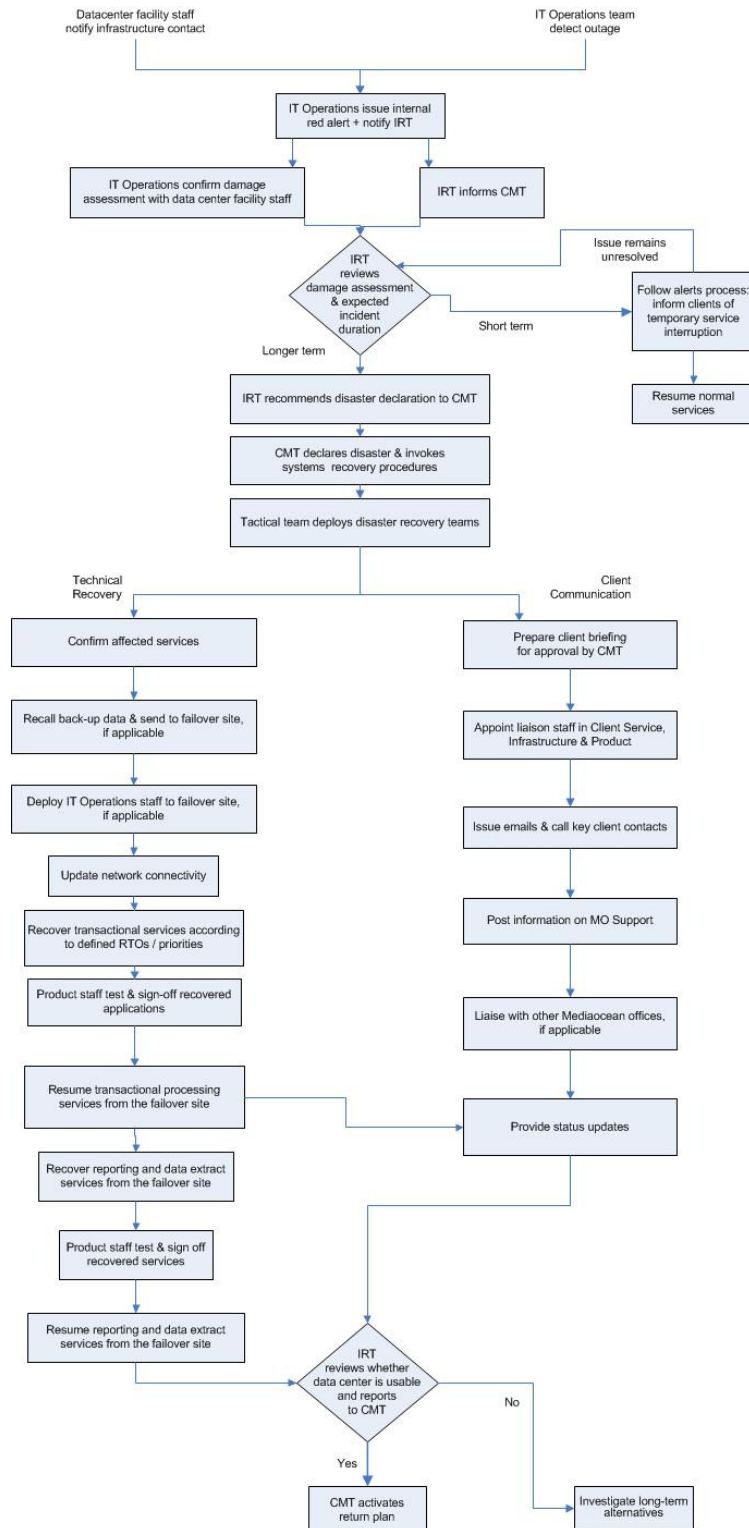 Datacenter facility staff
notify infrastructure contact
IT Operations team
detect outage
IT Operations issue internal
red alert + notify IRT
IT Operations confirm damage
assessment with data center facility staff
IRT informs CMT
IRT
reviews
damage assessment
& expected
incident
duration
Issue remains
unresolved
Follow alerts process:
inform clients of
temporary service
interruption
Short term
Longer term
Resume normal
services
IRT recommends disaster declaration to CMT
CMT declares disaster & invokes
systems recovery procedures
Tactical team deploys disaster recovery teams
Technical
Recovery
Client
Communication
Confirm affected services
Recall back-up data & send to failover site,
if applicable
Deploy IT Operations staff to failover site,
if applicable
Update network connectivity
Recover transactional services according
to defined RTOs / priorities
Product staff test & sign-off recovered
applications
Resume transactional processing
services from the failover site
Recover reporting and data extract
services from the failover site
Product staff test & sign off
recovered services
Resume reporting and data extract
services from the failover site
Prepare client briefing
for approval by CMT
Appoint liaison staff in Client Service,
Infrastructure & Product
Issue emails & call key client contacts
Post information on MO Support
Liaise with other Mediaocean offices,
if applicable
Provide status updates
IRT
reviews whether
data center is usable
and reports
to CMT
No
Yes
CMT activates
return plan
Investigate long-term
alternatives